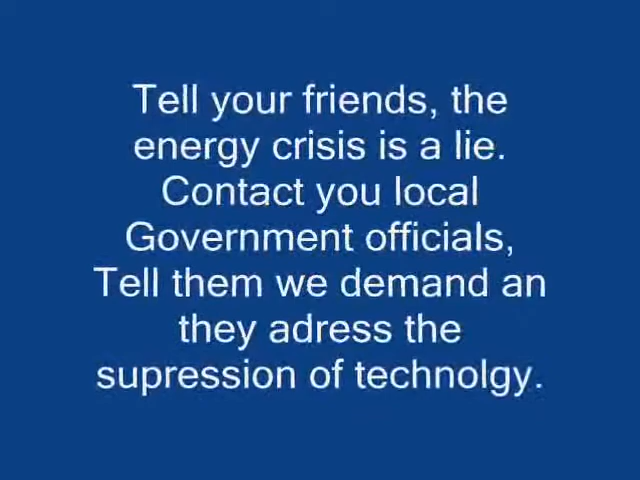 Tell your friends, the
energy crisis is a lie.
Contact you local
Government officials,
Tell them we demand an
they adress the
supression of technolgy.